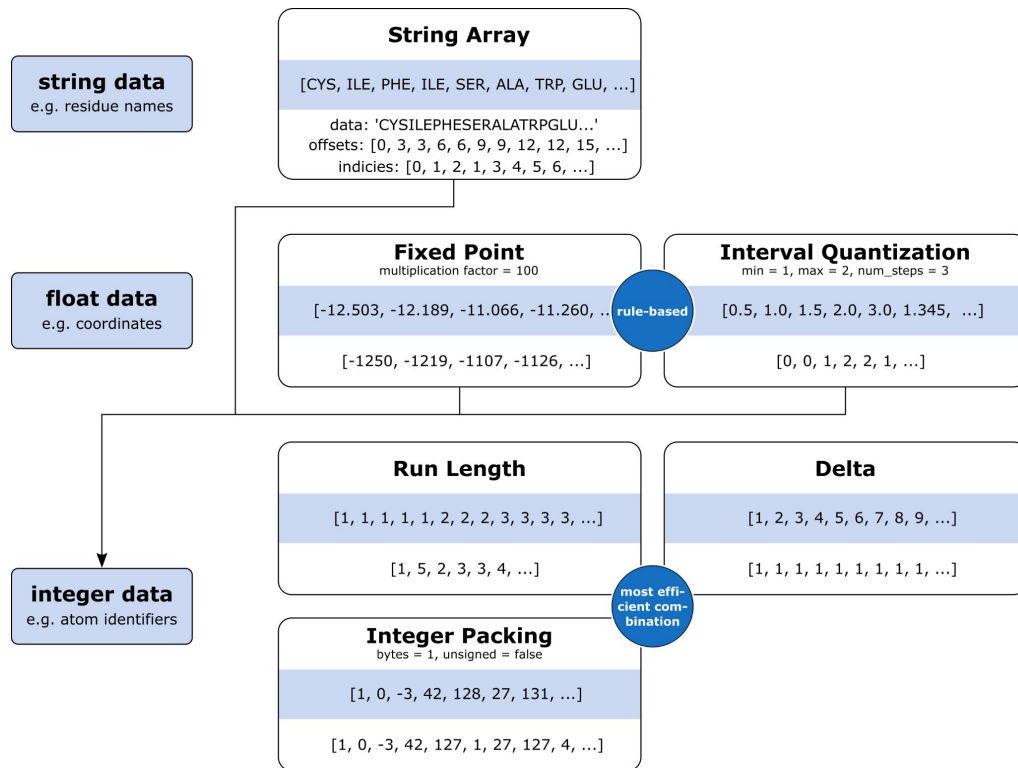 String Array
string data
e.g. residue names
[CYS, ILE, PHE, ILE, SER, ALA, TRP, GLU, ...]
data: 'CYSILEPHESERALATRPGLU...'
offsets: [0, 3, 3, 6, 6, 9, 9, 12, 12, 15, ...]
indicies: [0, 1, 2, 1, 3, 4, 5, 6, ...]
Fixed Point
multiplication factor = 100
Interval Quantization
min = 1, max = 2, num_steps = 3
float data
e.g. coordinates
[-12.503, -12.189, -11.066, -11.260, ...
rule-based
[0.5, 1.0, 1.5, 2.0, 3.0, 1.345, ...]
[-1250, -1219, -1107, -1126, ...]
[0, 0, 1, 2, 2, 1, ...]
Run Length
Delta
[1, 1, 1, 1, 1, 2, 2, 2, 3, 3, 3, 3, ...]
[1, 2, 3, 4, 5, 6, 7, 8, 9, ...]
[1, 5, 2, 3, 3, 4, ...]
[1, 1, 1, 1, 1, 1, 1, 1, 1, ...]
integer data
e.g. atom identifiers
most effi-
cient com-
bination
Integer Packing
bytes = 1, unsigned = false
[1, 0, -3, 42, 128, 27, 131, ...]
[1, 0, -3, 42, 127, 1, 27, 127, 4, ...]